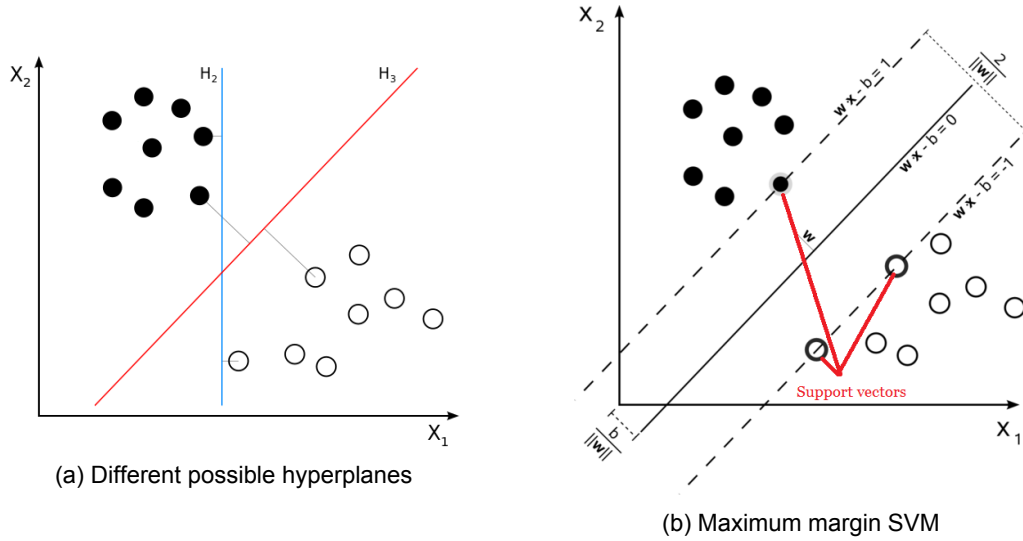 X₂
H₂
H₃
X₁
(a) Different possible hyperplanes
X₂
w x - b = 1
2
||w||
w x - b = 0
w x - b = -1
w
Support vectors
b
||w||
X₁
(b) Maximum margin SVM